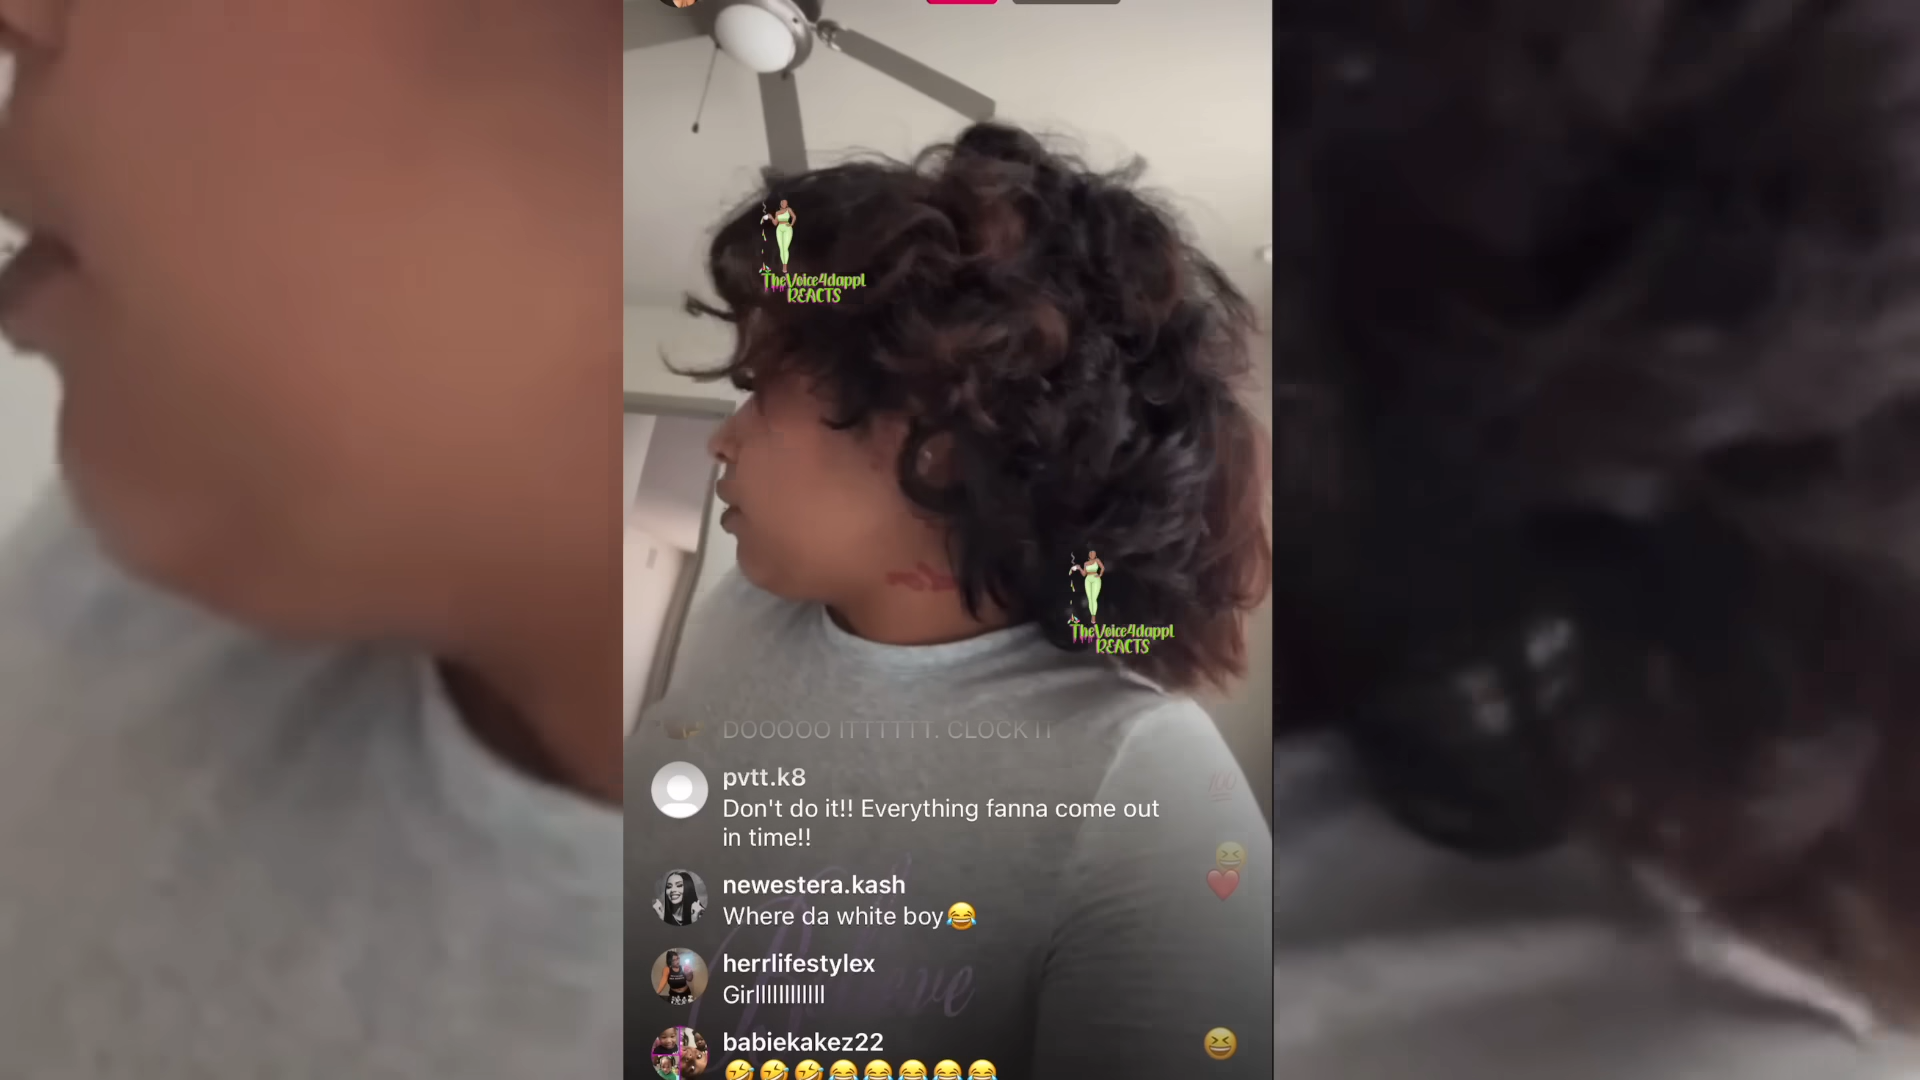 TheVoice4dappl
REACTS
TheVoice4dappl
REACTS
DOOOOO ITTTTTT. CLOCK IT
pvtt.k8
Don't do it!! Everything fanna come out
in time!!
newestera.kash
Where da white boy😂
herrlifestylex
Girllllllllllll
babiekakez22
🤣🤣🤣😂😂😂😂😂